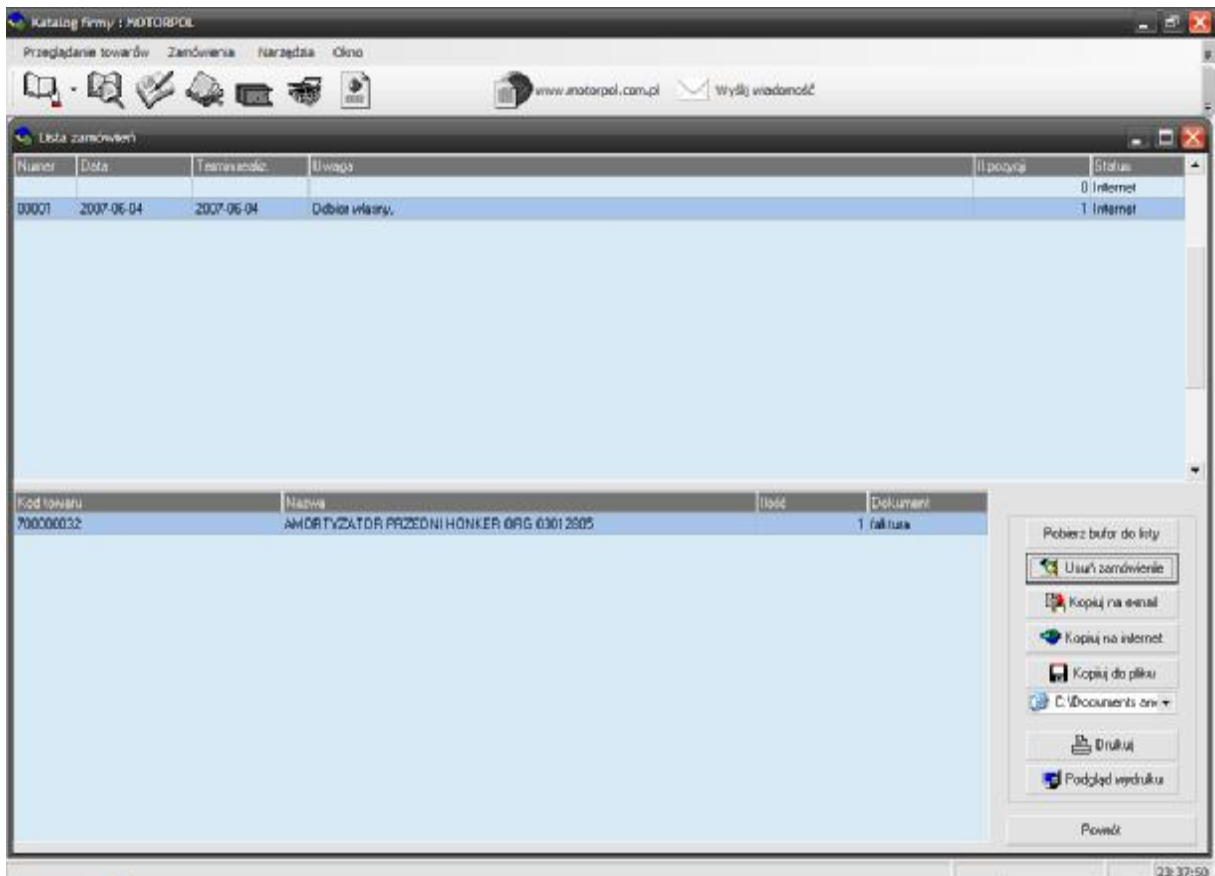 Katalog firmy : MOTORPOL
Przeglądanie towarów Zamówienia Narzędzia Okno
www.motorpol.com.pl Wyślij wiadomość
Lista zamówień
Numer Data Termin realiz. Uwaga Il pozycji Status
0 Internet
00001 2007-06-04 2007-06-04 Odbior własny, 1 Internet
Kod towaru Nazwa Ilość Dokument
700000032 AMORTYZATOR PRZEDNI HONKER ORG 03012805 1 faktura
Pobierz bufor do listy
Usuń zamówienie
Kopiuj na e-mail
Kopiuj na internet
Kopiuj do pliku
C:\Documents an
Drukuj
Podgląd wydruku
Powrót
23:37:50